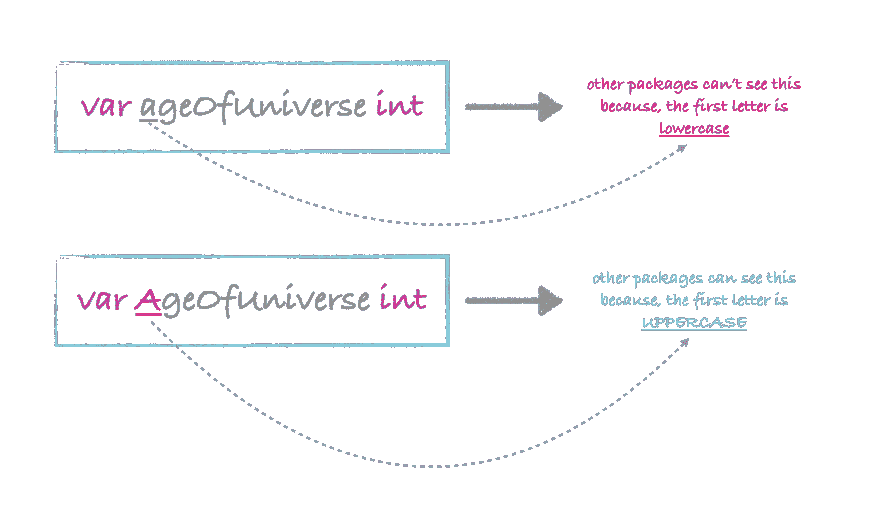 var ageOfUniverse int
other packages can't see this
because, the first letter is
lowercase
var AgeOfUniverse int
other packages can see this
because, the first letter is
UPPERCASE